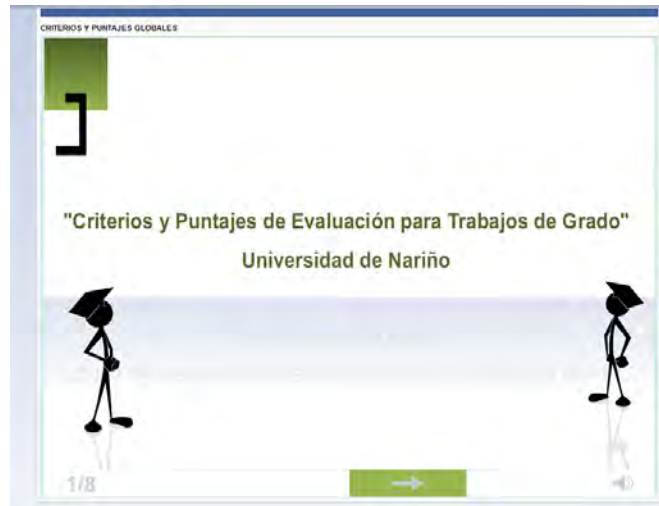 CRITERIOS Y PUNTAJES GLOBALES
"Criterios y Puntajes de Evaluación para Trabajos de Grado"
Universidad de Nariño
1/8